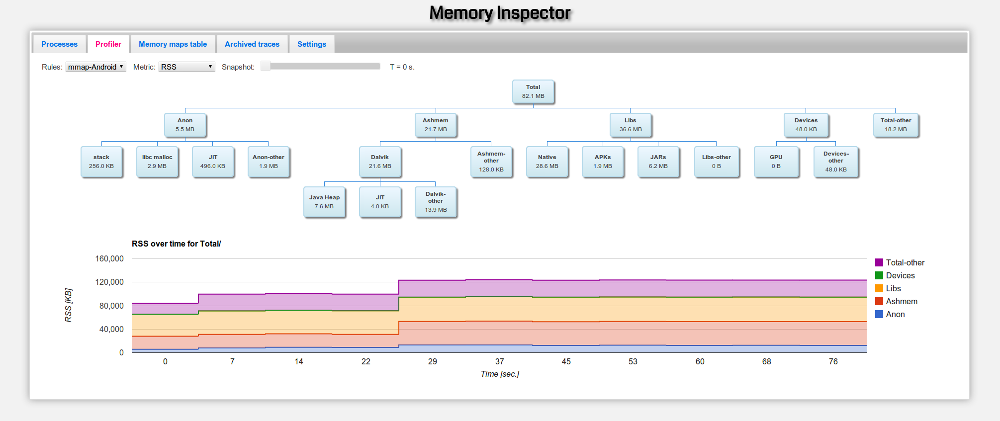 Memory Inspector
Processes Profiler Memory maps table Archived traces Settings
Rules: mmap-Android Metric: RSS Snapshot: T = 0 s.
Total
82.1 MB
Anon
5.5 MB
Ashmem
21.7 MB
Libs
36.6 MB
Devices
48.0 KB
Total-other
18.2 MB
stack
256.0 KB
libc malloc
2.9 MB
JIT
496.0 KB
Anon-other
1.9 MB
Dalvik
21.6 MB
Ashmem-
other
128.0 KB
Native
28.6 MB
APKs
1.9 MB
JARs
6.2 MB
Libs-other
0 B
GPU
0 B
Devices-
other
48.0 KB
Java Heap
7.6 MB
JIT
4.0 KB
Dalvik-
other
13.9 MB
RSS over time for Total/
RSS [KB]
160,000
120,000
80,000
40,000
0
0 7 14 22 29 37 45 53 60 68 76
Time [sec.]
Total-other
Devices
Libs
Ashmem
Anon